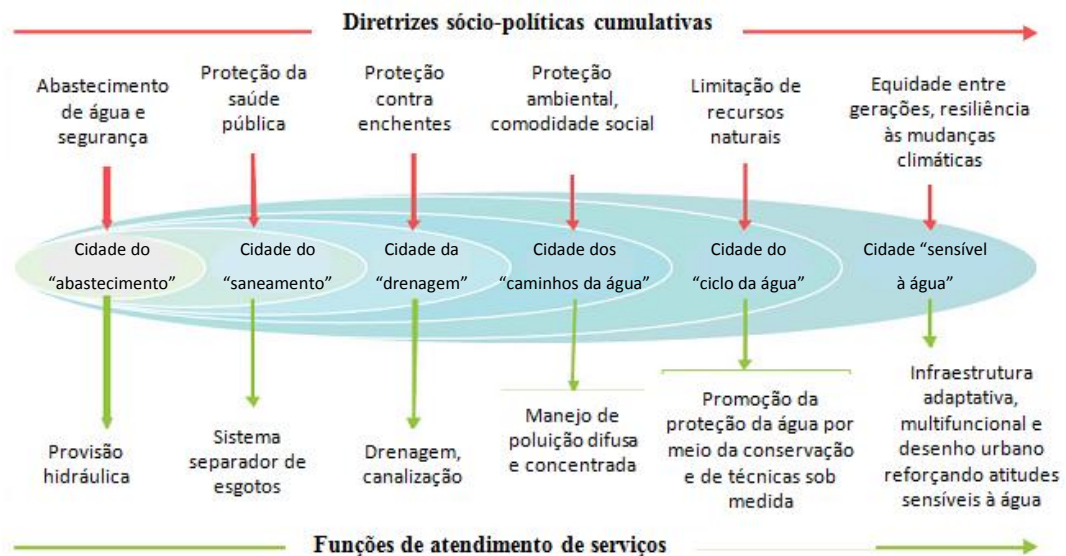 Diretrizes sócio-políticas cumulativas
Abastecimento
de água e
segurança
Proteção da
saúde
pública
Proteção
contra
enchentes
Proteção
ambiental,
comodidade social
Limitação de
recursos
naturais
Equidade entre
gerações, resiliência
às mudanças
climáticas
Cidade do
“abastecimento”
Cidade do
“saneamento”
Cidade da
“drenagem”
Cidade dos
“caminhos da água”
Cidade do
“ciclo da água”
Cidade “sensível
à água”
Provisão
hidráulica
Sistema
separador de
esgotos
Drenagem,
canalização
Manejo de
poluição difusa
e concentrada
Promoção da
proteção da água por
meio da conservação
e de técnicas sob
medida
Infraestrutura
adaptativa,
multifuncional e
desenho urbano
reforçando atitudes
sensíveis à água
Funções de atendimento de serviços